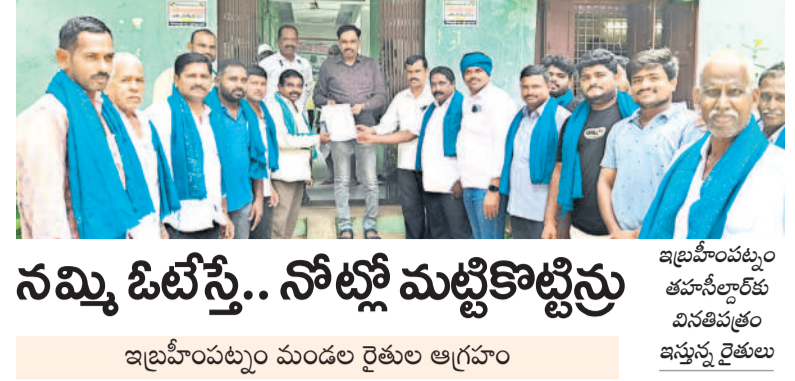 నమ్మి ఓటేస్తే.. నోట్లో మట్టికొట్టిన్రు
ఇబ్రహీంపట్నం మండల రైతుల ఆగ్రహం
ఇబ్రహీంపట్నం
తహసీల్దార్‌కు
వినతిపత్రం
ఇస్తున్న రైతులు